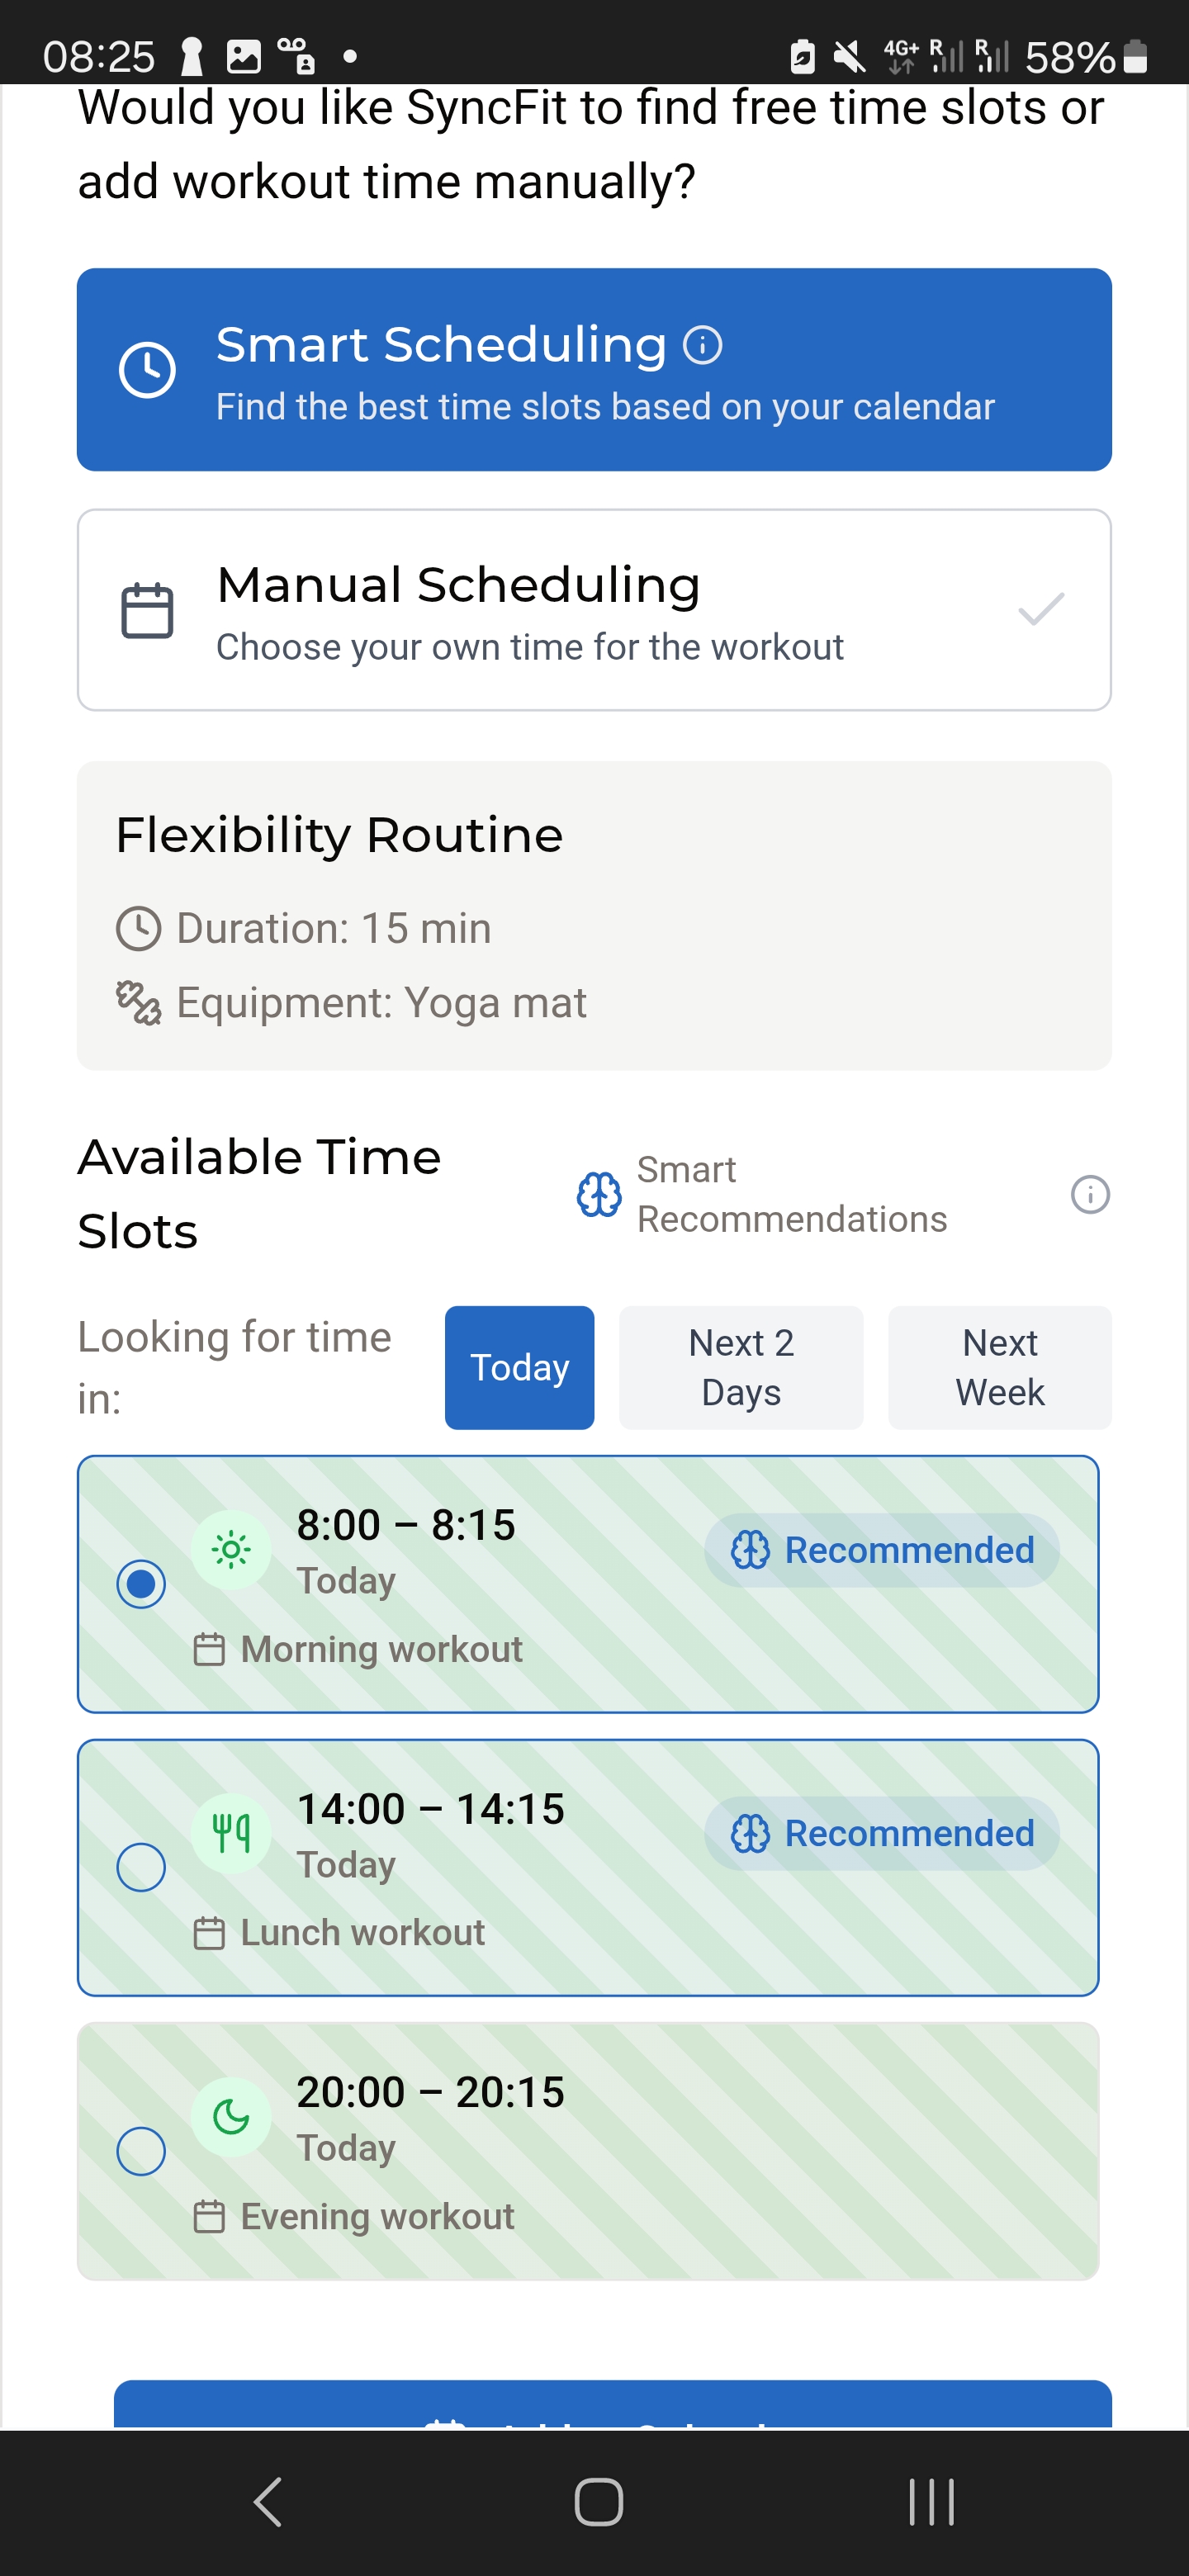 08:25
4G+ R R 58%
Would you like SyncFit to find free time slots or
add workout time manually?
Smart Scheduling
Find the best time slots based on your calendar
Manual Scheduling
Choose your own time for the workout
Flexibility Routine
Duration: 15 min
Equipment: Yoga mat
Available Time
Slots
Smart
Recommendations
Looking for time
in:
Today
Next 2
Days
Next
Week
8:00 – 8:15
Today
Recommended
Morning workout
14:00 – 14:15
Today
Recommended
Lunch workout
20:00 – 20:15
Today
Evening workout